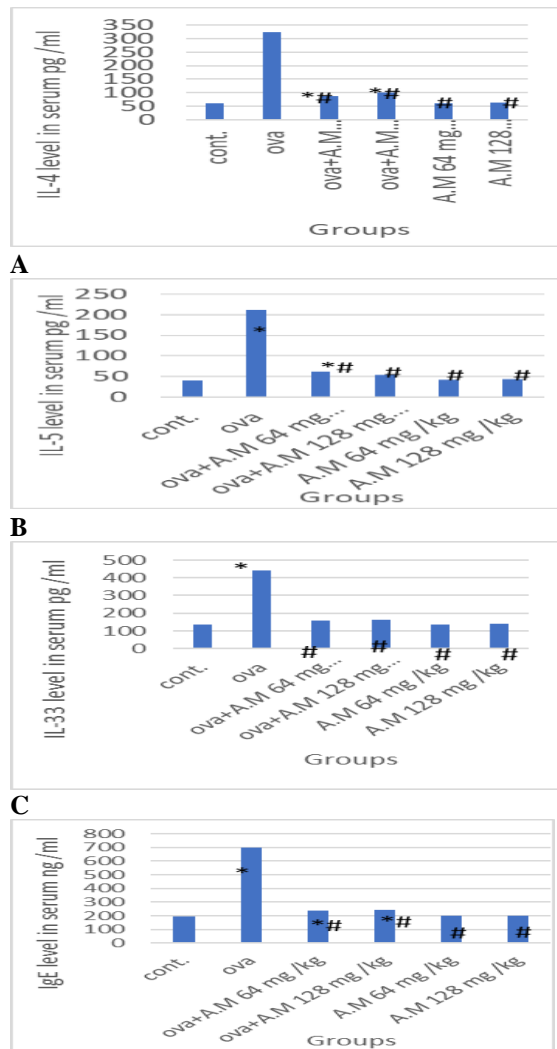 IL-4 level in serum pg /ml
350
300
250
200
150
100
50
0
*#
*#
#
#
cont.
ova
ova+A.M...
ova+A.M...
A.M 64 mg...
A.M 128...
Groups
A
IL-5 level in serum pg /ml
250
200
150
100
50
0
*
*#
#
#
#
cont.
ova
ova+A.M 64 mg...
ova+A.M 128 mg...
A.M 64 mg /kg
A.M 128 mg /kg
Groups
B
IL-33 level in serum pg /ml
500
400
300
200
100
0
*
#
#
#
#
cont.
ova
ova+A.M 64 mg...
ova+A.M 128 mg...
A.M 64 mg /kg
A.M 128 mg /kg
Groups
C
IgE level in serum ng /ml
800
700
600
500
400
300
200
100
0
*
*#
*#
#
#
cont.
ova
ova+A.M 64 mg /kg
ova+A.M 128 mg /kg
A.M 64 mg /kg
A.M 128 mg /kg
Groups